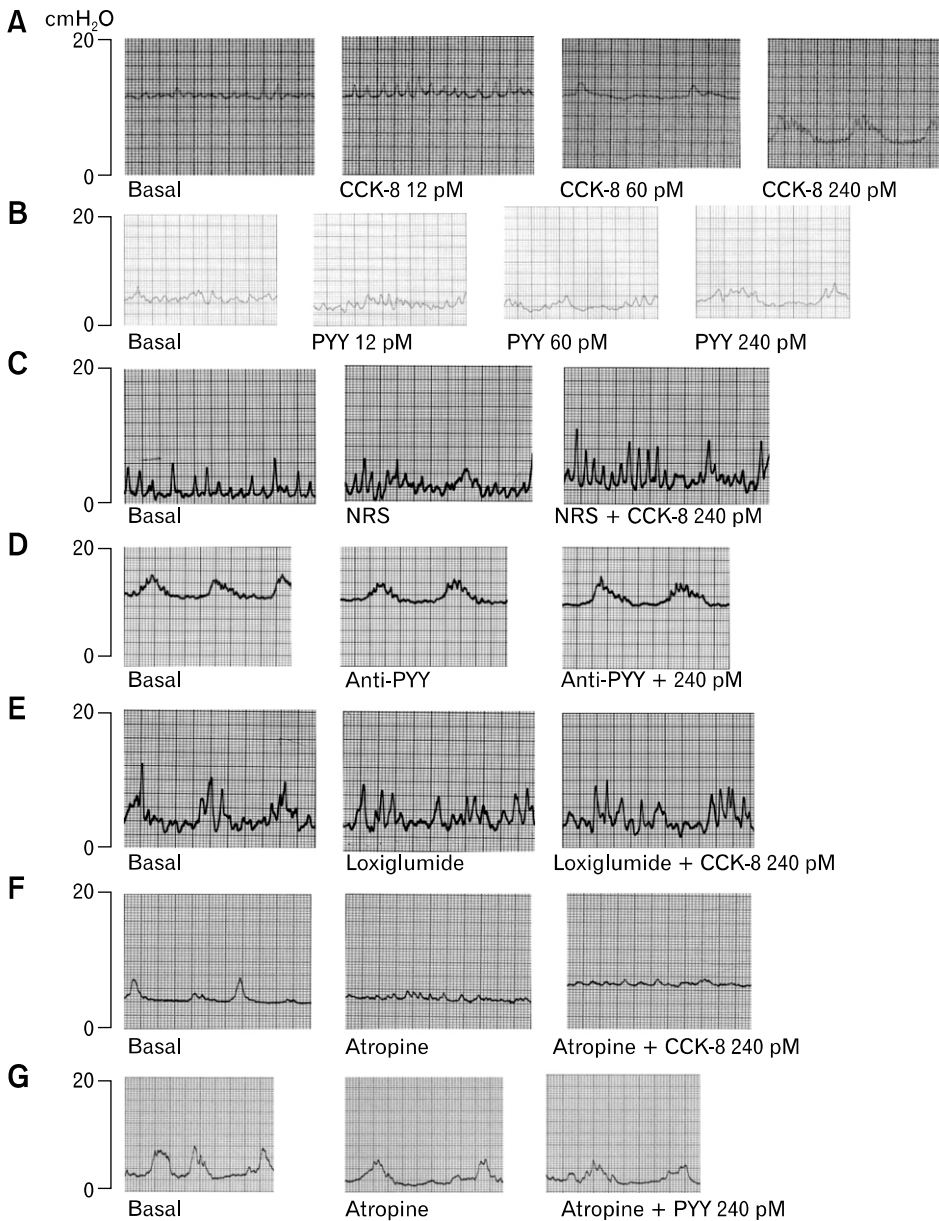 A cmH₂O
20
0
Basal CCK-8 12 pM CCK-8 60 pM CCK-8 240 pM
B
20
0
Basal PYY 12 pM PYY 60 pM PYY 240 pM
C
20
0
Basal NRS NRS + CCK-8 240 pM
D
20
0
Basal Anti-PYY Anti-PYY + 240 pM
E
20
0
Basal Loxiglumide Loxiglumide + CCK-8 240 pM
F
20
0
Basal Atropine Atropine + CCK-8 240 pM
G
20
0
Basal Atropine Atropine + PYY 240 pM